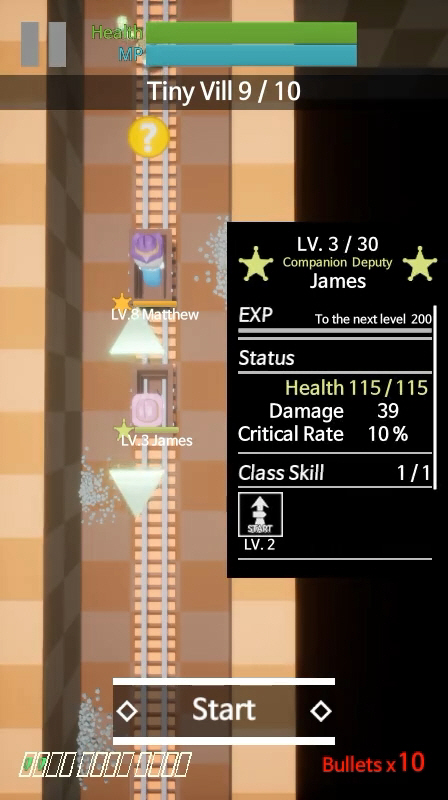 Health
MP
Tiny Vill 9 / 10
?
LV.8 Matthew
LV.3 James
LV. 3 / 30
Companion Deputy
James
EXP To the next level 200
Status
Health 115 / 115
Damage 39
Critical Rate 10 %
Class Skill 1 / 1
START
LV. 2
Start
Bullets x 10